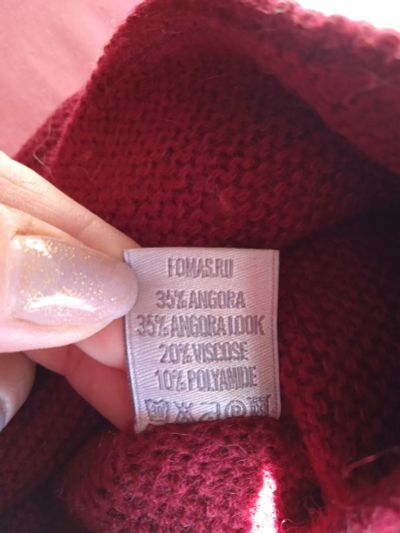 FOMAS.RU
35% ANGORA
35% ANGORA LOOK
20% VISCOSE
10% POLYAMIDE